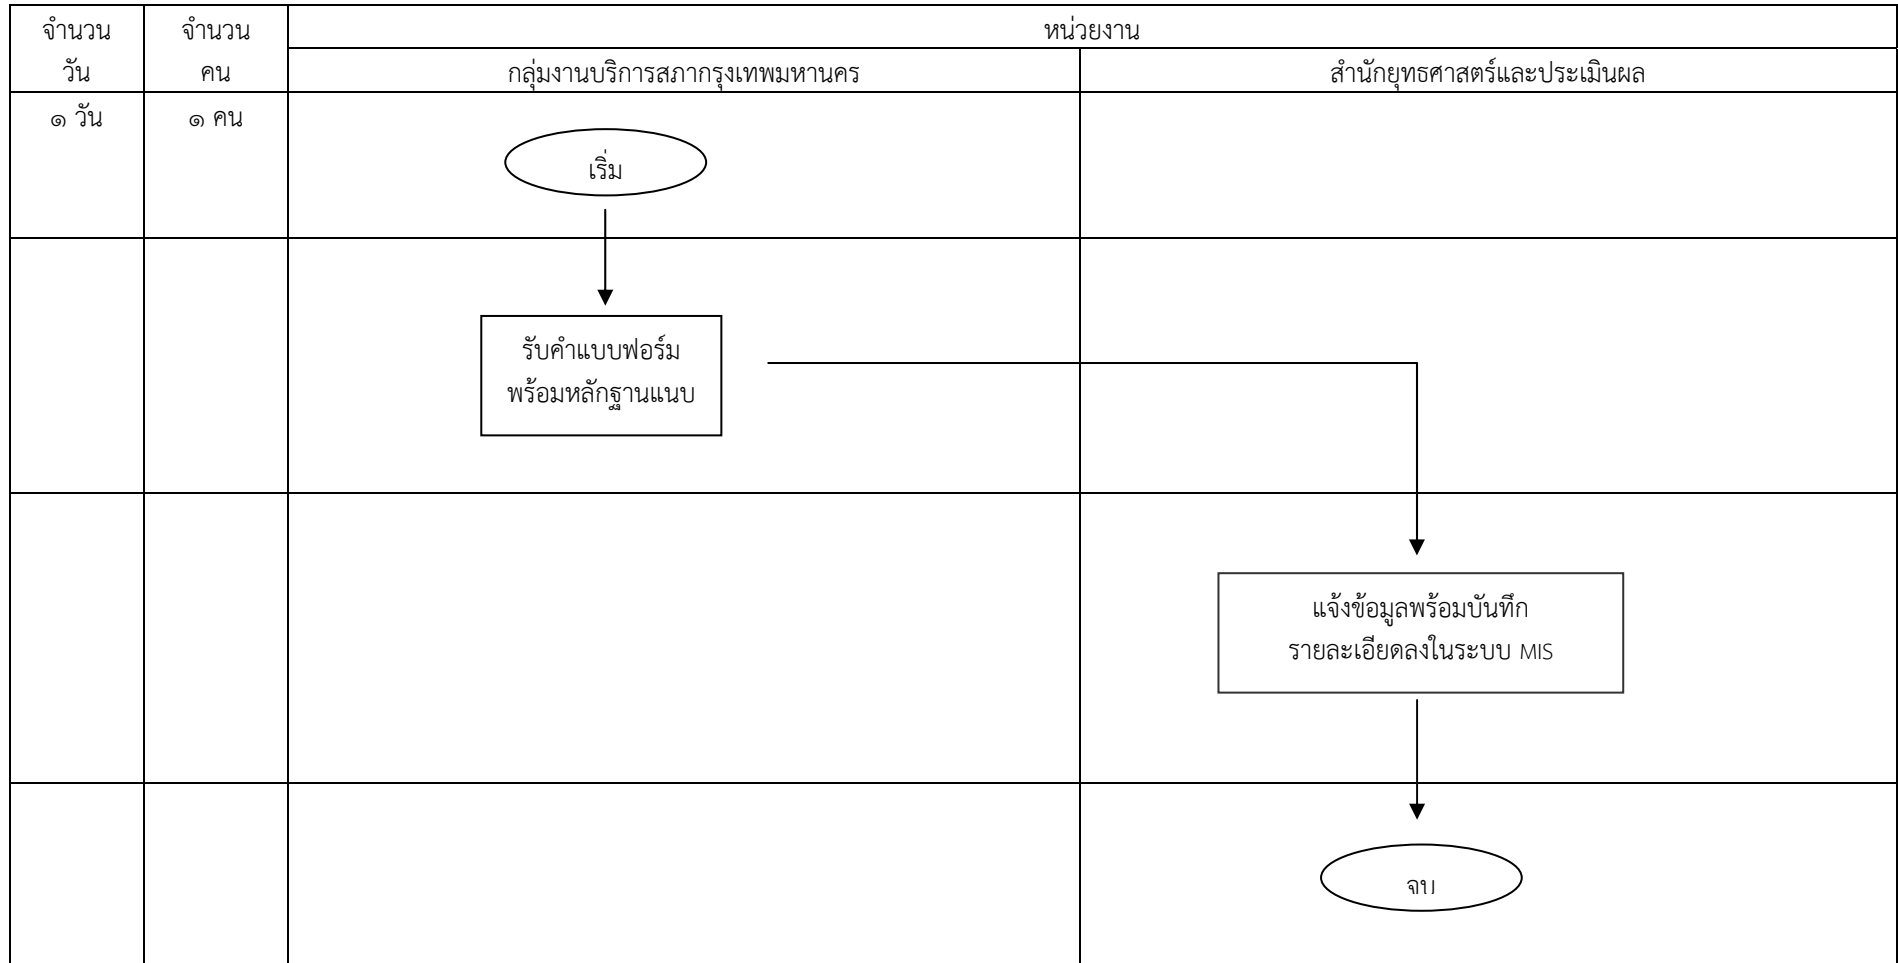 จำนวน
วัน
จำนวน
คน
หน่วยงาน
กลุ่มงานบริการสภากรุงเทพมหานคร
สำนักยุทธศาสตร์และประเมินผล
๑ วัน
๑ คน
เริ่ม
รับคำแบบฟอร์ม
พร้อมหลักฐานแนบ
แจ้งข้อมูลพร้อมบันทึก
รายละเอียดลงในระบบ MIS
จบ